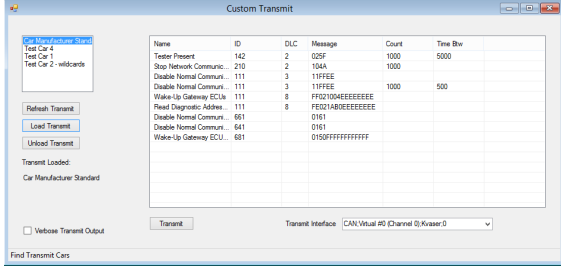 Custom Transmit
Car Manufacturer Stand
Test Car 4
Test Car 1
Test Car 2 - wildcards
Refresh Transmit
Load Transmit
Unload Transmit
Transmit Loaded:
Car Manufacturer Standard
Verbose Transmit Output
Find Transmit Cars
Name ID DLC Message Count Time Btw
Tester Present 142 2 025F 1000 5000
Stop Network Communic... 210 2 104A 1000
Disable Normal Communi... 111 3 11FFEE
Disable Normal Communi... 111 3 11FFEE 1000 500
Wake-Up Gateway ECUs 111 8 FF021004EEEEEEEE
Read Diagnostic Addres... 111 8 FE021AB0EEEEEEEE
Disable Normal Communi... 661 0161
Disable Normal Communi... 641 0161
Wake-Up Gateway ECU... 681 0150FFFFFFFFFFFF
Transmit
Transmit Interface CAN;Virtual #0 (Channel 0);Kvaser;0